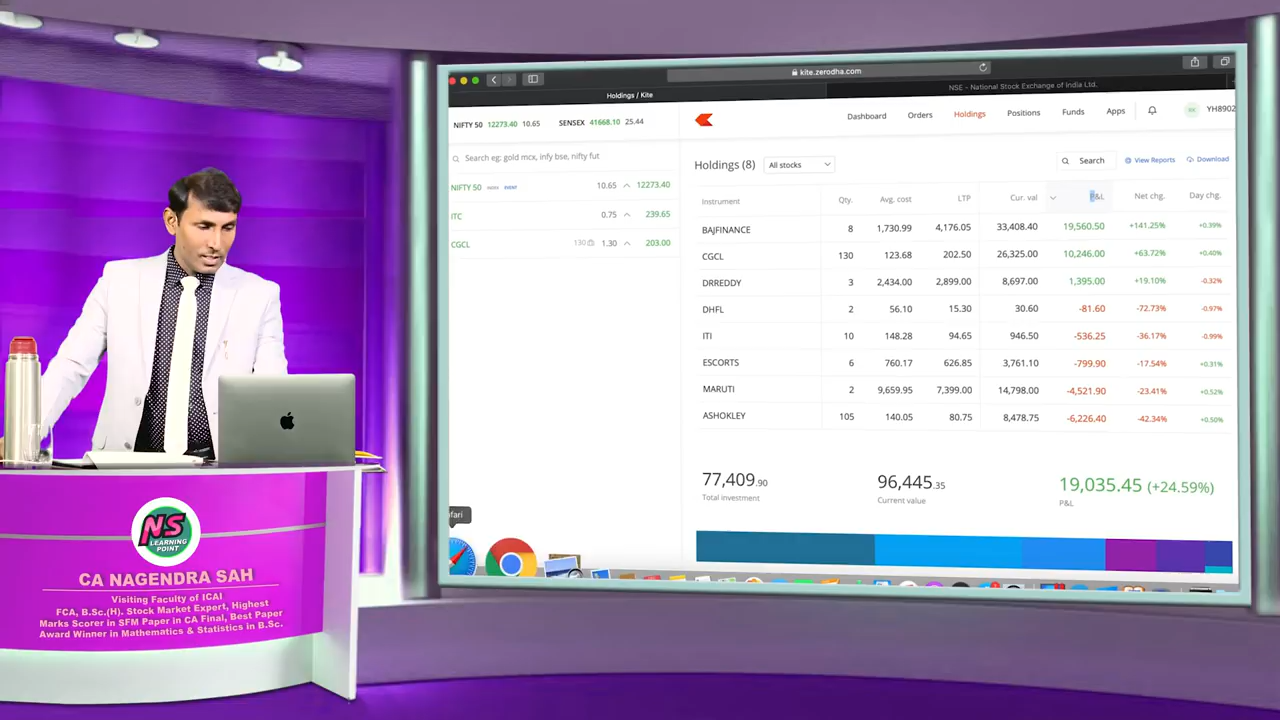 kite.zerodha.com
Holdings / Kite
NSE - National Stock Exchange of India Ltd.
NIFTY 50 12273.40 10.65 SENSEX 41668.10 25.44
Dashboard Orders Holdings Positions Funds Apps YH8902
Search eg: gold mcx, infy bse, nifty fut
NIFTY 50 INDEX EVENT 10.65 12273.40
ITC 0.75 239.65
CGCL 130 1.30 203.00
Holdings (8) All stocks Search View Reports Download
Instrument Qty. Avg. cost LTP Cur. val P&L Net chg. Day chg.
BAJFINANCE 8 1,730.99 4,176.05 33,408.40 19,560.50 +141.25% +0.39%
CGCL 130 123.68 202.50 26,325.00 10,246.00 +63.72% +0.40%
DRREDDY 3 2,434.00 2,899.00 8,697.00 1,395.00 +19.10% -0.32%
DHFL 2 56.10 15.30 30.60 -81.60 -72.73% -0.97%
ITI 10 148.28 94.65 946.50 -536.25 -36.17% -0.99%
ESCORTS 6 760.17 626.85 3,761.10 -799.90 -17.54% +0.31%
MARUTI 2 9,659.95 7,399.00 14,798.00 -4,521.90 -23.41% +0.52%
ASHOKLEY 105 140.05 80.75 8,478.75 -6,226.40 -42.34% +0.50%
77,409.90 96,445.35 19,035.45 (+24.59%)
Total investment Current value P&L
afari
NS
LEARNING
POINT
CA NAGENDRA SAH
Visiting Faculty of ICAI
FCA, B.Sc.(H). Stock Market Expert, Highest
Marks Scorer in SFM Paper in CA Final, Best Paper
Award Winner in Mathematics & Statistics in B.Sc.